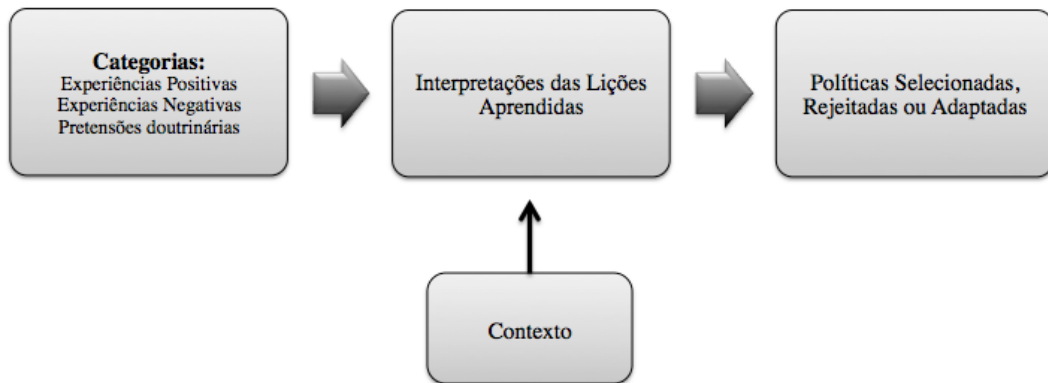 Categorias:
Experiências Positivas
Experiências Negativas
Pretensões doutrinárias
Interpretações das Lições
Aprendidas
Políticas Selecionadas,
Rejeitadas ou Adaptadas
Contexto